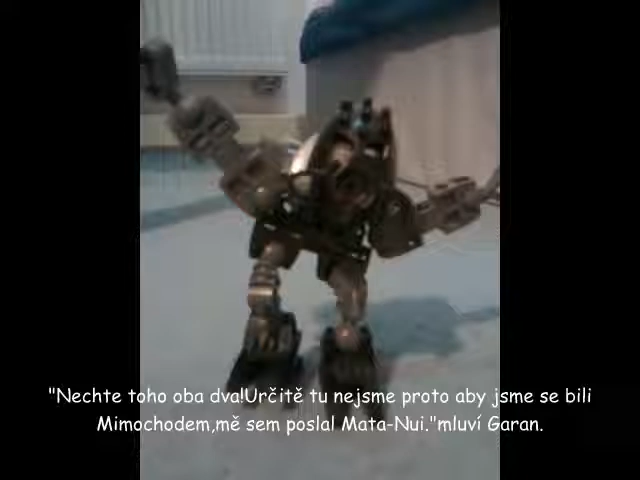 "Nechte toho oba dva!Určitě tu nejsme proto aby jsme se bili
Mimochodem,mě sem poslal Mata-Nui."mluví Garan.